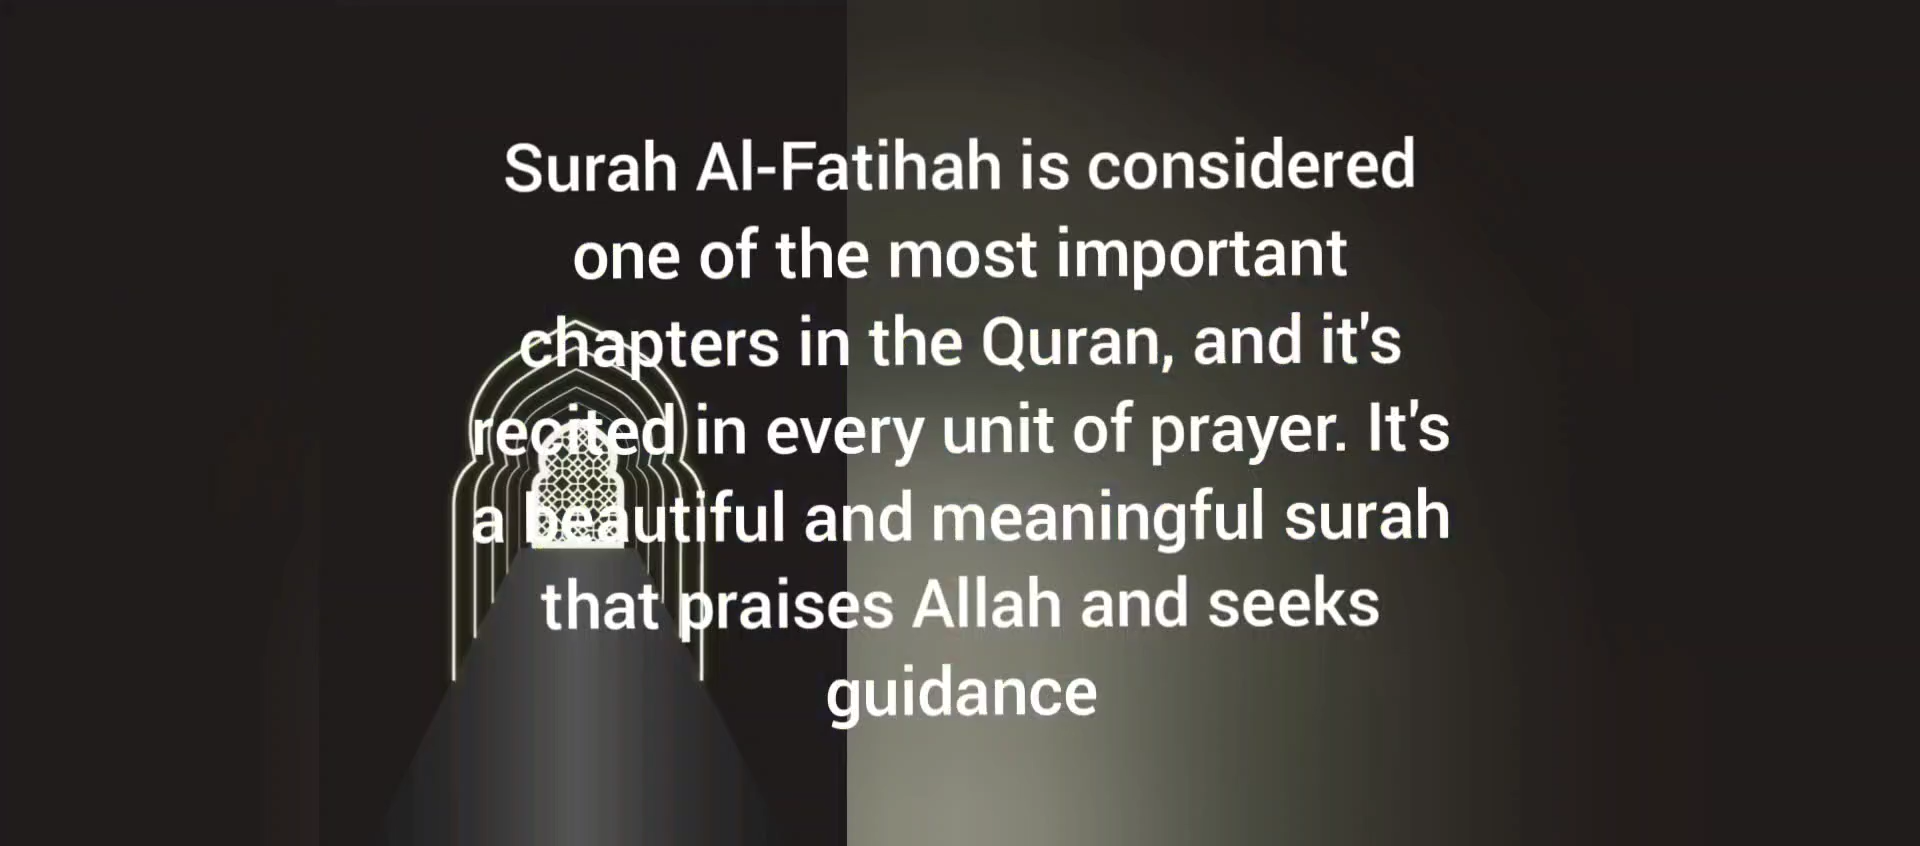 Surah Al-Fatihah is considered
one of the most important
chapters in the Quran, and it's
recited in every unit of prayer. It's
a beautiful and meaningful surah
that praises Allah and seeks
guidance